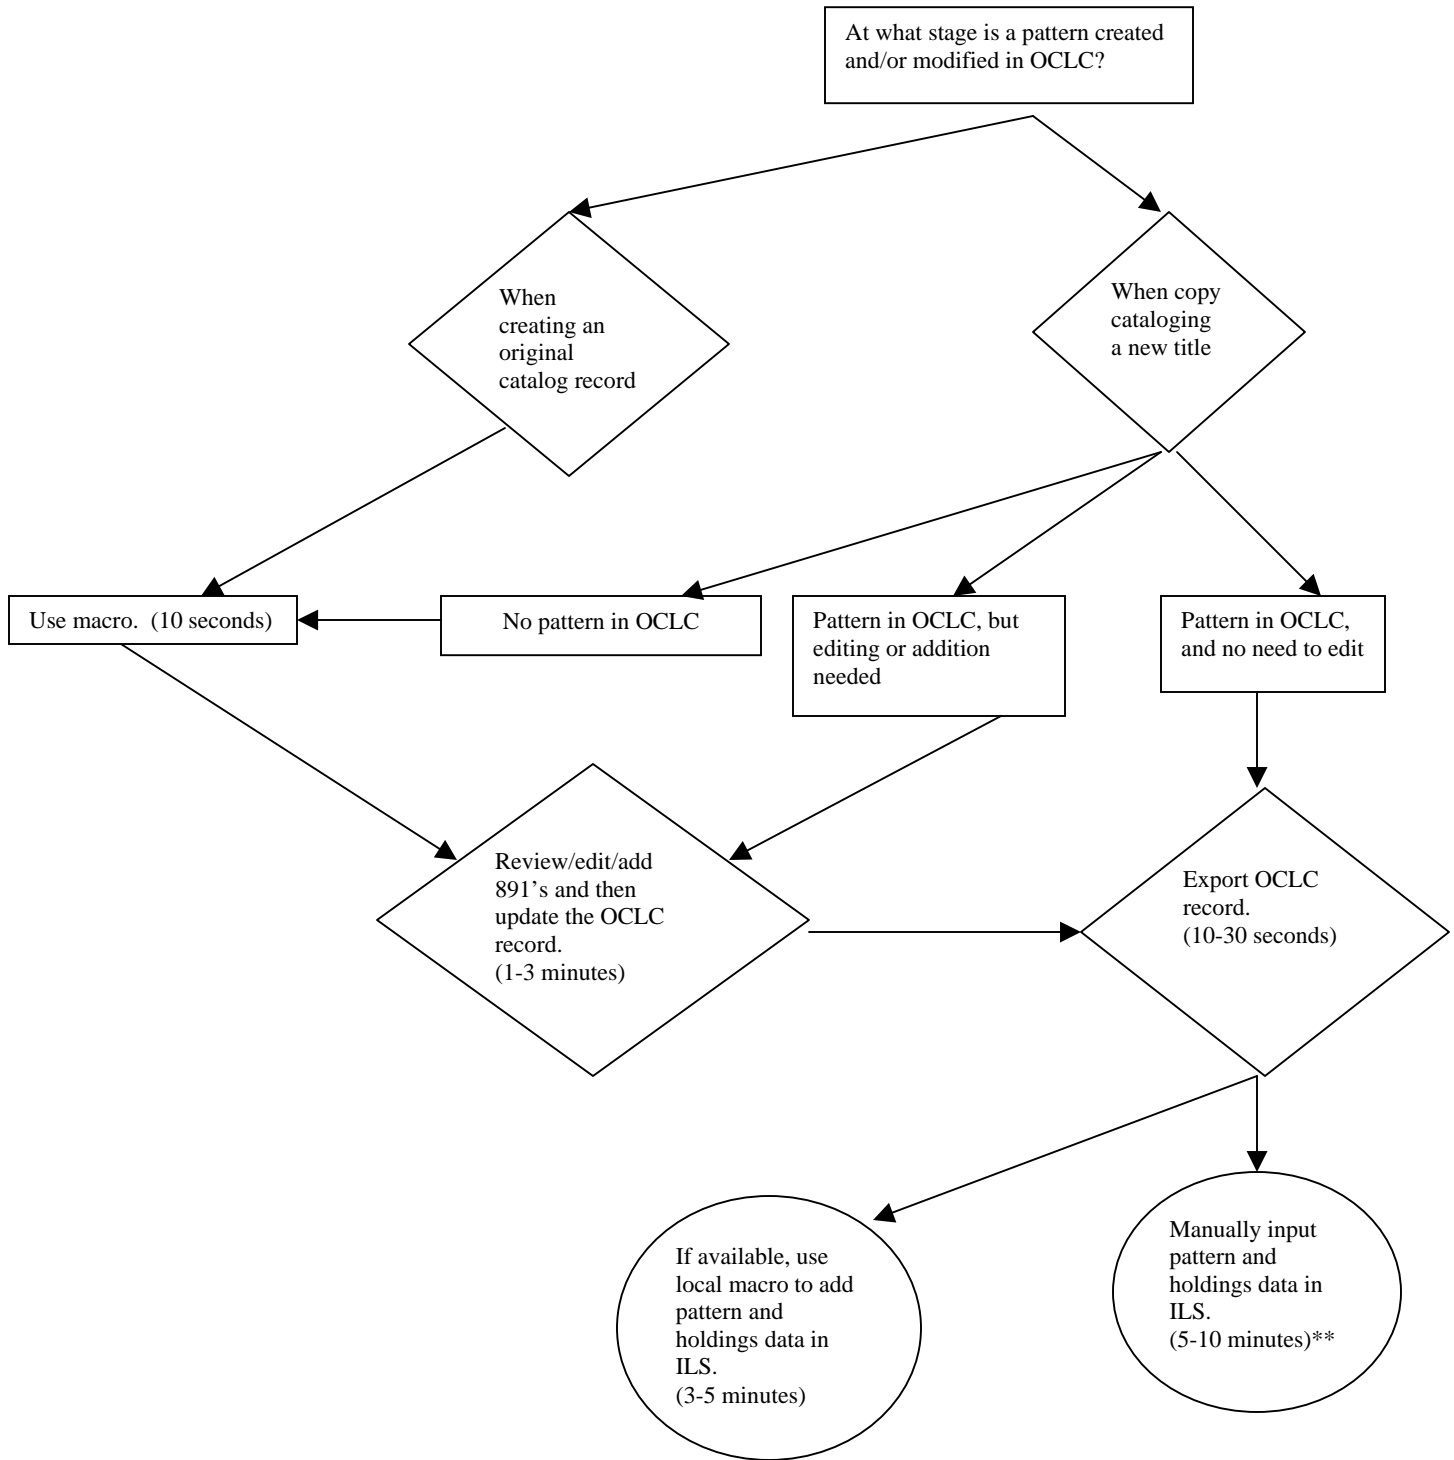 At what stage is a pattern created
and/or modified in OCLC?
When
creating an
original
catalog record
When copy
cataloging
a new title
Use macro.  (10 seconds)
No pattern in OCLC
Pattern in OCLC, but
editing or addition
needed
Pattern in OCLC,
and no need to edit
Review/edit/add
891’s and then
update the OCLC
record.
(1-3 minutes)
Export OCLC
record.
(10-30 seconds)
If available, use
local macro to add
pattern and
holdings data in
ILS.
(3-5 minutes)
Manually input
pattern and
holdings data in
ILS.
(5-10 minutes)**